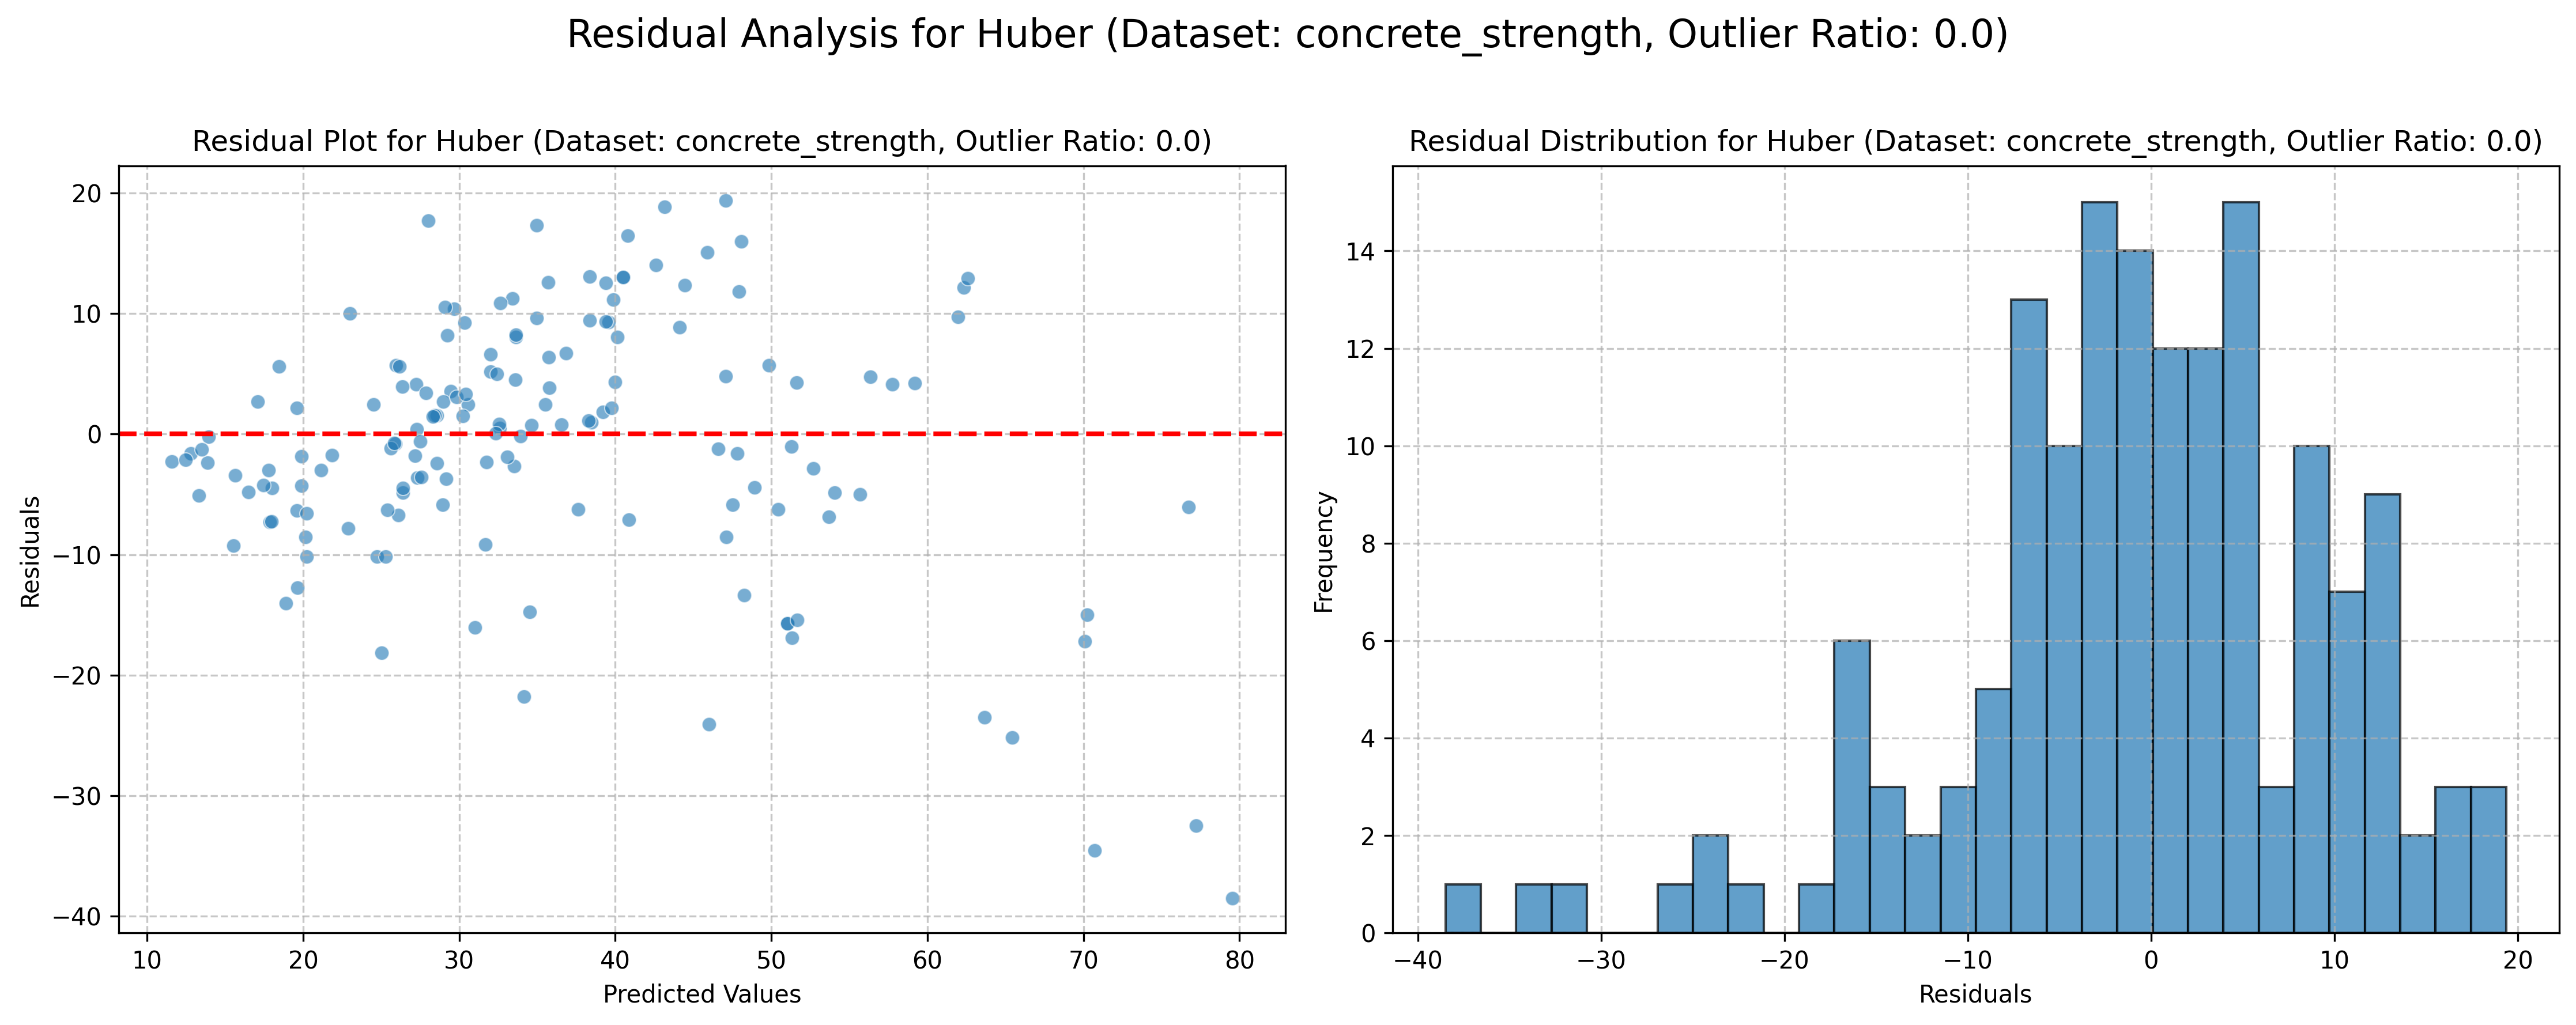 Residual Analysis for Huber (Dataset: concrete_strength, Outlier Ratio: 0.0)
Residual Plot for Huber (Dataset: concrete_strength, Outlier Ratio: 0.0)
20
10
0
−10
−20
−30
−40
Residuals
10 20 30 40 50 60 70 80
Predicted Values
Residual Distribution for Huber (Dataset: concrete_strength, Outlier Ratio: 0.0)
14
12
10
8
6
4
2
0
Frequency
−40 −30 −20 −10 0 10 20
Residuals